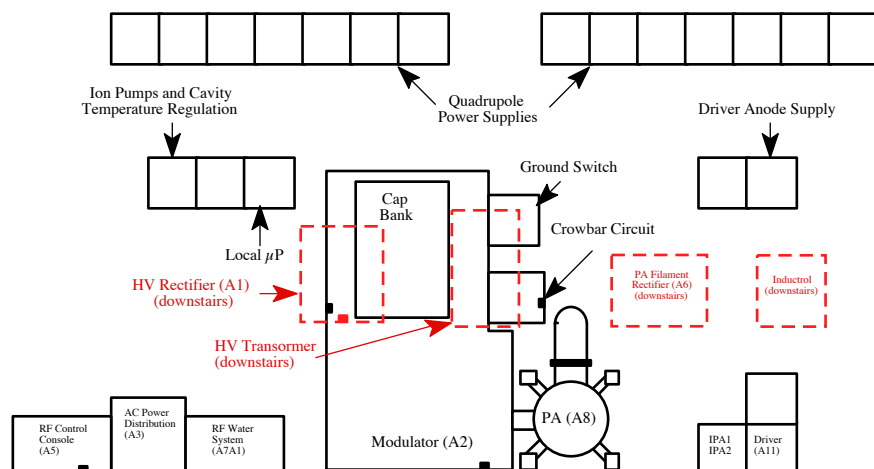 Ion Pumps and Cavity
Temperature Regulation
Quadrupole
Power Supplies
Driver Anode Supply
Ground Switch
Cap
Bank
Crowbar Circuit
Local µP
HV Rectifier (A1)
(downstairs)
PA Filament
Rectifier (A6)
(downstairs)
Inductrol
(downstairs)
HV Transormer
(downstairs)
RF Control
Console
(A5)
AC Power
Distribution
(A3)
RF Water
System
(A7A1)
Modulator (A2)
PA (A8)
IPA1
IPA2
Driver
(A11)